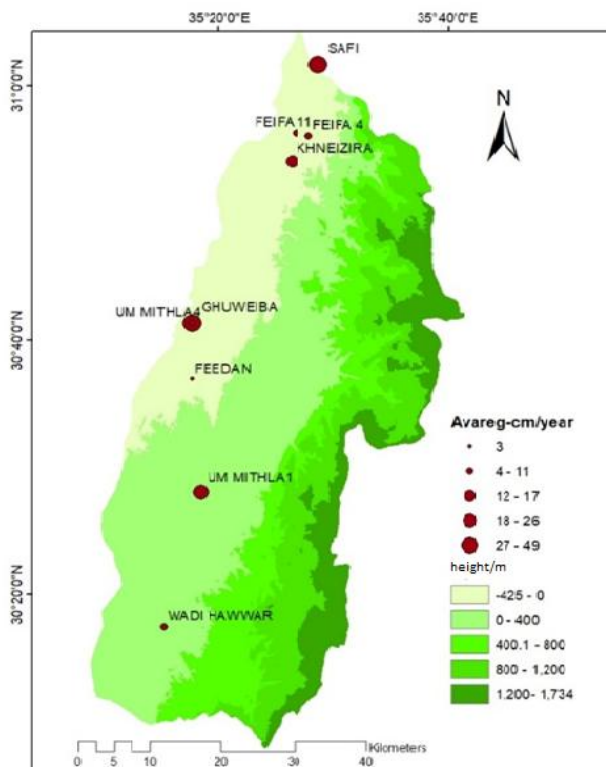 35°20'0"E
35°40'0"E
SAFI
31°0'0"N
N
FEIFA 11
FEIFA 4
KHNEIZIRA
UM MITHLA4
GHUWEIBA
30°40'0"N
FEEDAN
Avareg-cm/year
3
4 - 11
UM MITHLA 1
12 - 17
18 - 26
27 - 49
height/m
30°20'0"N
-425 - 0
0 - 400
WADI HAWWAR
400.1 - 800
800 - 1,200
1,200 - 1,734
Kilometers
0 5 10 20 30 40